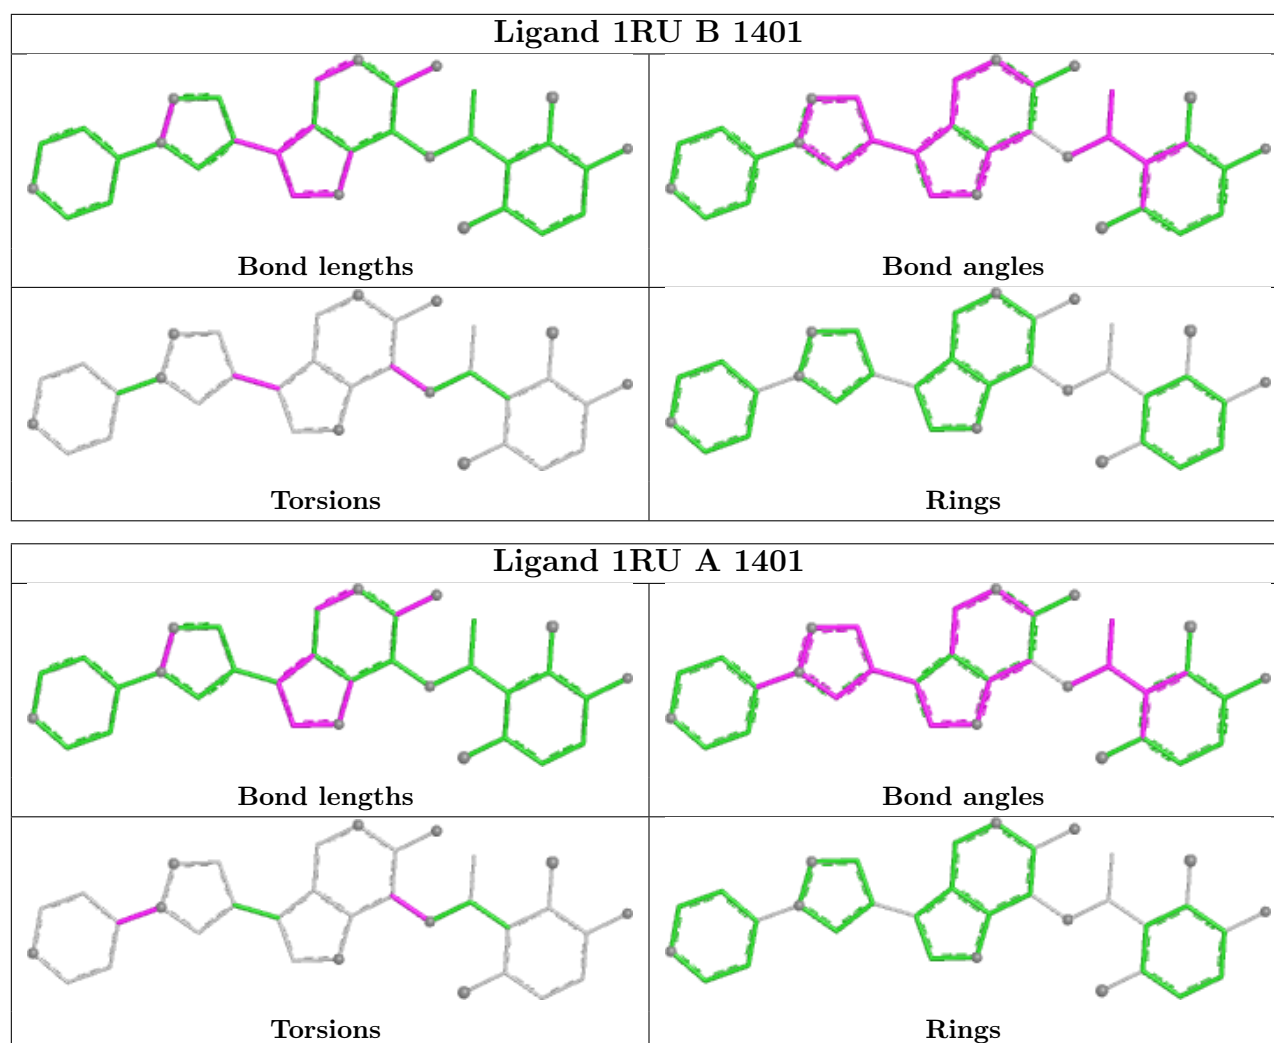 Ligand 1RU B 1401
Bond lengths
Bond angles
Torsions
Rings
Ligand 1RU A 1401
Bond lengths
Bond angles
Torsions
Rings